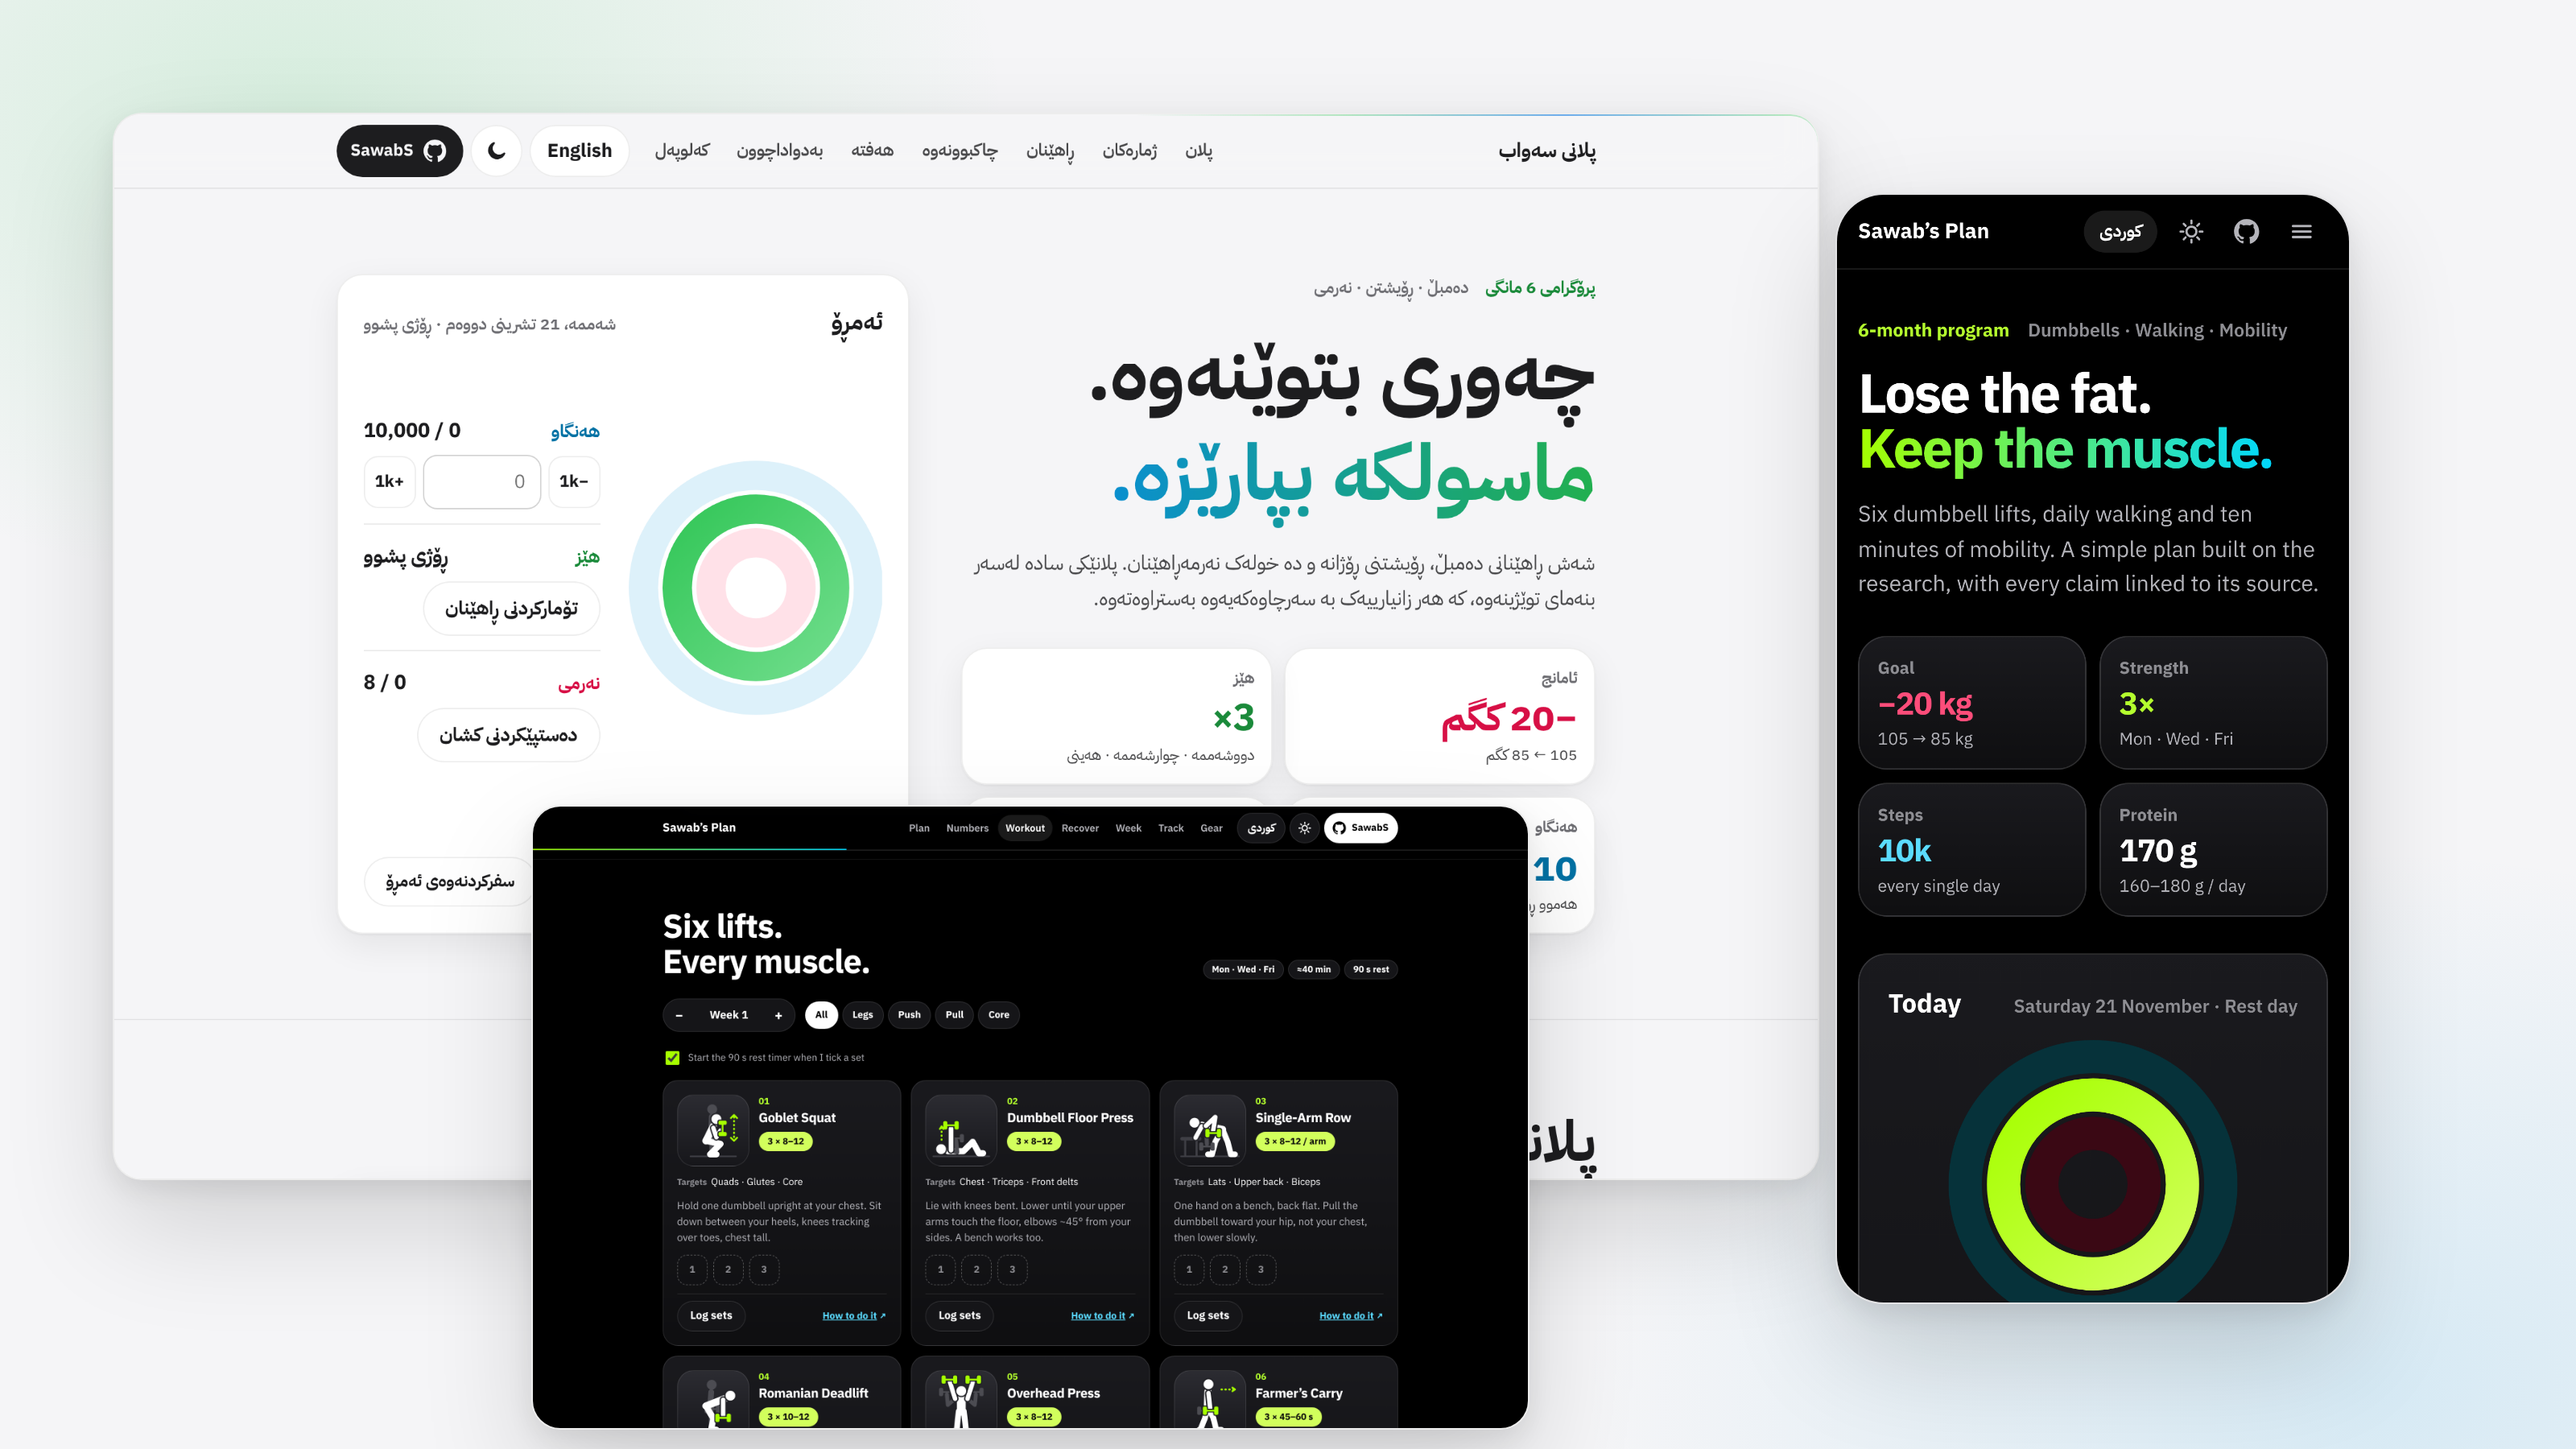 پلانی سەواب
پلان
ژمارەکان
ڕاهێنان
چاکبوونەوە
هەفتە
بەدواداچوون
کەلوپەل
English
SawabS
پرۆگرامی 6 مانگی
دەمبڵ · ڕۆیشتن · نەرمی
چەوری بتوێنەوە.
ماسولکە بپارێزە.
شەش ڕاهێنانی دەمبڵ، ڕۆیشتنی ڕۆژانە و دە خولەک نەرمەڕاهێنان. پلانێکی سادە لەسەر
بنەمای توێژینەوە، کە هەر زانیارییەک بە سەرچاوەکەیەوە بەستراوەتەوە.
ئامانج
−20 کگم
105 ← 85 کگم
هێز
3×
دووشەممە · چوارشەممە · هەینی
هەنگاو
10
هەموو
ئەمڕۆ
شەممە، 21 تشرینی دووەم · ڕۆژی پشوو
هەنگاو
0 / 10,000
−1k
0
+1k
هێز
ڕۆژی پشوو
تۆمارکردنی ڕاهێنان
نەرمی
0 / 8
دەستپێکردنی کشان
سفرکردنەوەی ئەمڕۆ
Sawab’s Plan
Plan
Numbers
Workout
Recover
Week
Track
Gear
کوردی
SawabS
Six lifts.
Every muscle.
Mon · Wed · Fri
≈40 min
90 s rest
− Week 1 +
All
Legs
Push
Pull
Core
Start the 90 s rest timer when I tick a set
01
Goblet Squat
3 × 8–12
Targets Quads · Glutes · Core
Hold one dumbbell upright at your chest. Sit
down between your heels, knees tracking
over toes, chest tall.
1 2 3
Log sets
How to do it ↗
02
Dumbbell Floor Press
3 × 8–12
Targets Chest · Triceps · Front delts
Lie with knees bent. Lower until your upper
arms touch the floor, elbows ~45° from your
sides. A bench works too.
1 2 3
Log sets
How to do it ↗
03
Single-Arm Row
3 × 8–12 / arm
Targets Lats · Upper back · Biceps
One hand on a bench, back flat. Pull the
dumbbell toward your hip, not your chest,
then lower slowly.
1 2 3
Log sets
How to do it ↗
04
Romanian Deadlift
3 × 10–12
05
Overhead Press
3 × 8–12
06
Farmer’s Carry
3 × 45–60 s
Sawab’s Plan
کوردی
6-month program
Dumbbells · Walking · Mobility
Lose the fat.
Keep the muscle.
Six dumbbell lifts, daily walking and ten
minutes of mobility. A simple plan built on the
research, with every claim linked to its source.
Goal
−20 kg
105 → 85 kg
Strength
3×
Mon · Wed · Fri
Steps
10k
every single day
Protein
170 g
160–180 g / day
Today
Saturday 21 November · Rest day